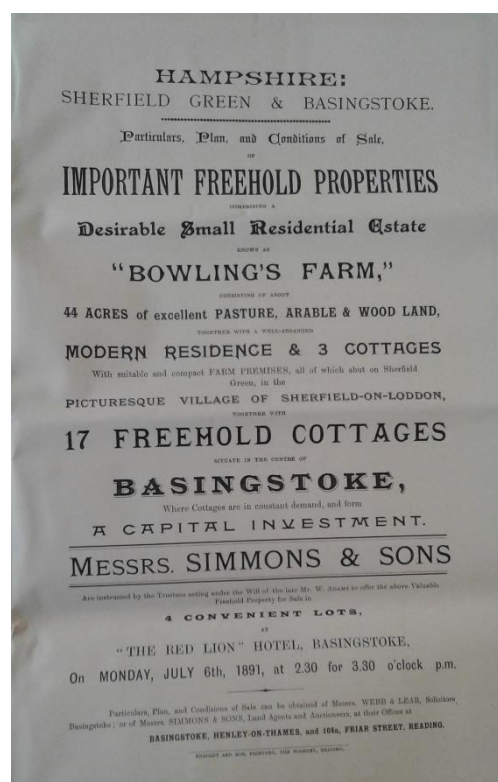 HAMPSHIRE:
SHERFIELD GREEN & BASINGSTOKE.
Particulars, Plan, and Conditions of Sale,
OF
IMPORTANT FREEHOLD PROPERTIES
COMPRISING A
Desirable Small Residential Estate
KNOWN AS
"BOWLING'S FARM,"
CONSISTING OF ABOUT
44 ACRES of excellent PASTURE, ARABLE & WOOD LAND,
TOGETHER WITH A WELL-ARRANGED
MODERN RESIDENCE & 3 COTTAGES
With suitable and compact FARM PREMISES, all of which abut on Sherfield
Green, in the
PICTURESQUE VILLAGE OF SHERFIELD-ON-LODDON,
TOGETHER WITH
17 FREEHOLD COTTAGES
SITUATE IN THE CENTRE OF
BASINGSTOKE,
Where Cottages are in constant demand, and form
A CAPITAL INVESTMENT.
MESSRS. SIMMONS & SONS
Are instructed by the Trustees acting under the Will of the late Mr. W. ADAMS to offer the above Valuable
Freehold Property for Sale in
4 CONVENIENT LOTS,
AT
"THE RED LION" HOTEL, BASINGSTOKE,
On MONDAY, JULY 6th, 1891, at 2.30 for 3.30 o'clock p.m.
Particulars, Plan, and Conditions of Sale can be obtained of Messrs. WEBB & LEAR, Solicitors,
Basingstoke; or of Messrs. SIMMONS & SONS, Land Agents and Auctioneers, at their Offices at
BASINGSTOKE, HENLEY-ON-THAMES, and 168a, FRIAR STREET, READING.
AND SON, PRINTERS, READING.